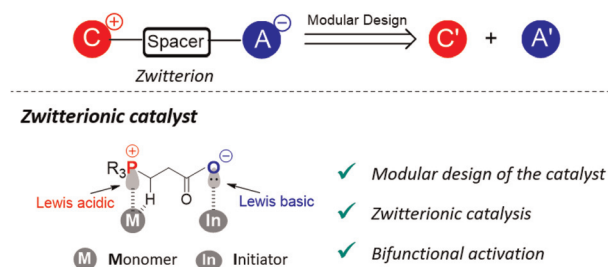 C ⊕ Spacer A ⊖ Modular Design C' + A'
Zwitterion
Zwitterionic catalyst
⊕ ⊖
R3P O
H O
Lewis acidic Lewis basic
M In
M Monomer In Initiator
✓ Modular design of the catalyst
✓ Zwitterionic catalysis
✓ Bifunctional activation